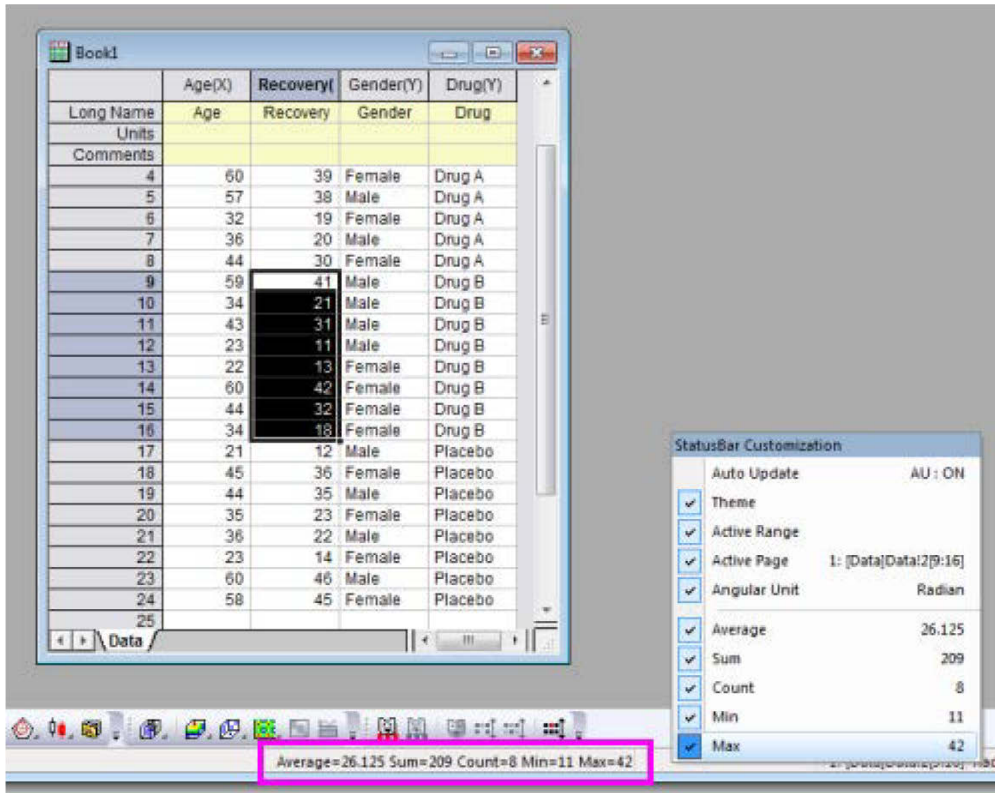 Book1
Age(X) Recovery( Gender(Y) Drug(Y)
Long Name Age Recovery Gender Drug
Units
Comments
4 60 39 Female Drug A
5 57 38 Male Drug A
6 32 19 Female Drug A
7 36 20 Male Drug A
8 44 30 Female Drug A
9 59 41 Male Drug B
10 34 21 Male Drug B
11 43 31 Male Drug B
12 23 11 Male Drug B
13 22 13 Female Drug B
14 60 42 Female Drug B
15 44 32 Female Drug B
16 34 18 Female Drug B
17 21 12 Male Placebo
18 45 36 Female Placebo
19 44 35 Male Placebo
20 35 23 Female Placebo
21 36 22 Male Placebo
22 23 14 Female Placebo
23 60 46 Male Placebo
24 58 45 Female Placebo
25
Data
StatusBar Customization
Auto Update AU : ON
Theme
Active Range
Active Page 1: [Data]Data!2[9:16]
Angular Unit Radian
Average 26.125
Sum 209
Count 8
Min 11
Max 42
Average=26.125 Sum=209 Count=8 Min=11 Max=42